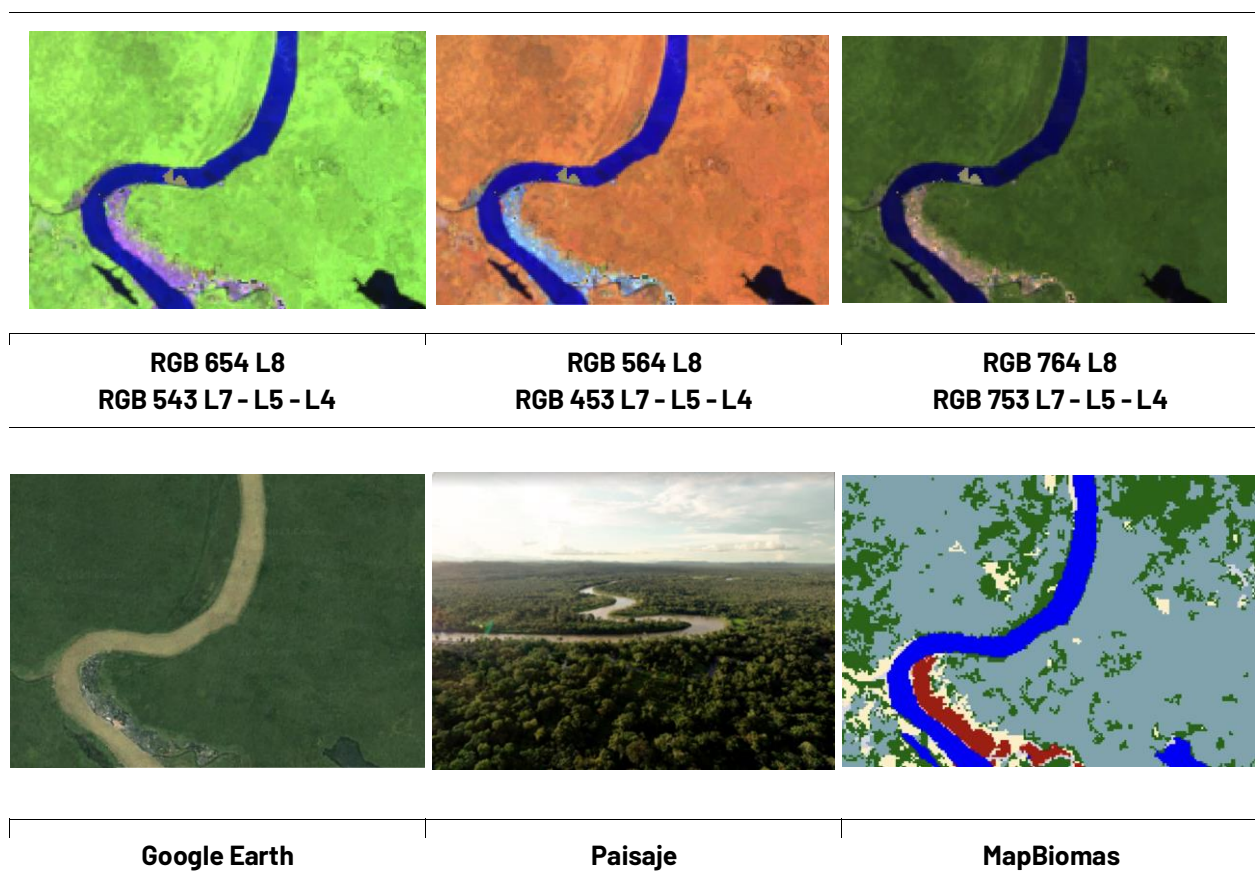 RGB 654 L8
RGB 564 L8
RGB 764 L8
RGB 543 L7 - L5 - L4
RGB 453 L7 - L5 - L4
RGB 753 L7 - L5 - L4
Google Earth
Paisaje
MapBiomas